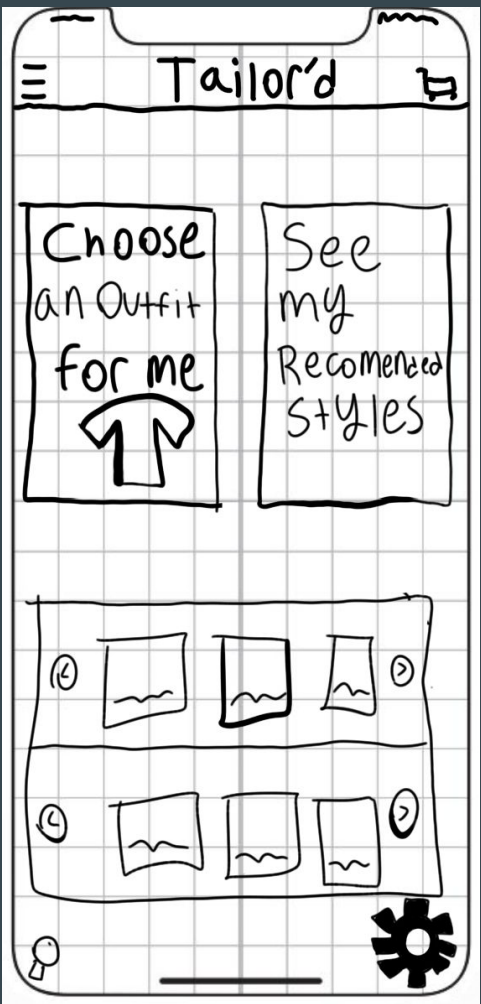 Tailor'd
Choose
an Outfit
for me
See
my
Recomended
Styles